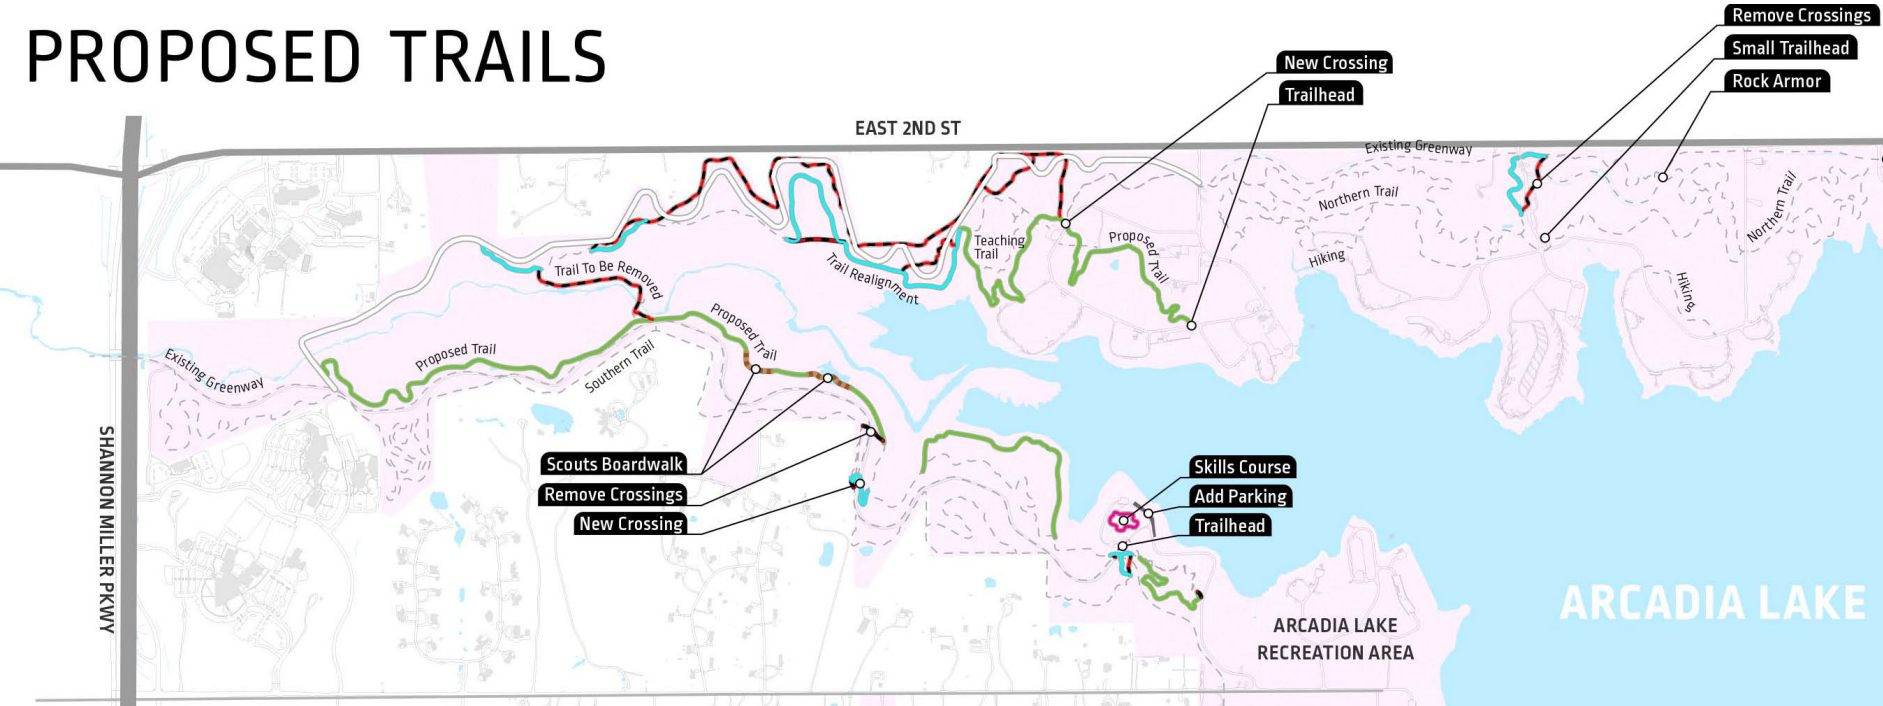 PROPOSED TRAILS
Remove Crossings
Small Trailhead
Rock Armor
New Crossing
Trailhead
EAST 2ND ST
Existing Greenway
Northern Trail
Northern Trail
Hiking
Hiking
Teaching
Trail
Proposed Trail
Trail Realignment
Trail To Be Removed
Proposed Trail
Proposed Trail
Southern Trail
Existing Greenway
SHANNON MILLER PKWY
Scouts Boardwalk
Remove Crossings
New Crossing
Skills Course
Add Parking
Trailhead
ARCADIA LAKE
ARCADIA LAKE
RECREATION AREA